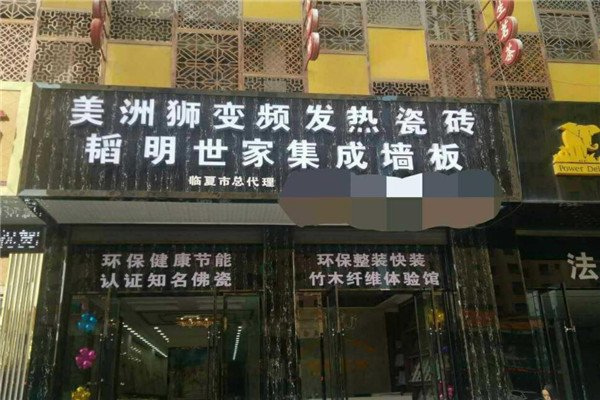 美洲狮变频发热瓷砖
韬明世家集成墙板
临夏市总代理
环保健康节能
认证知名佛瓷
环保整装快装
竹木纤维体验馆
Power Dek
法